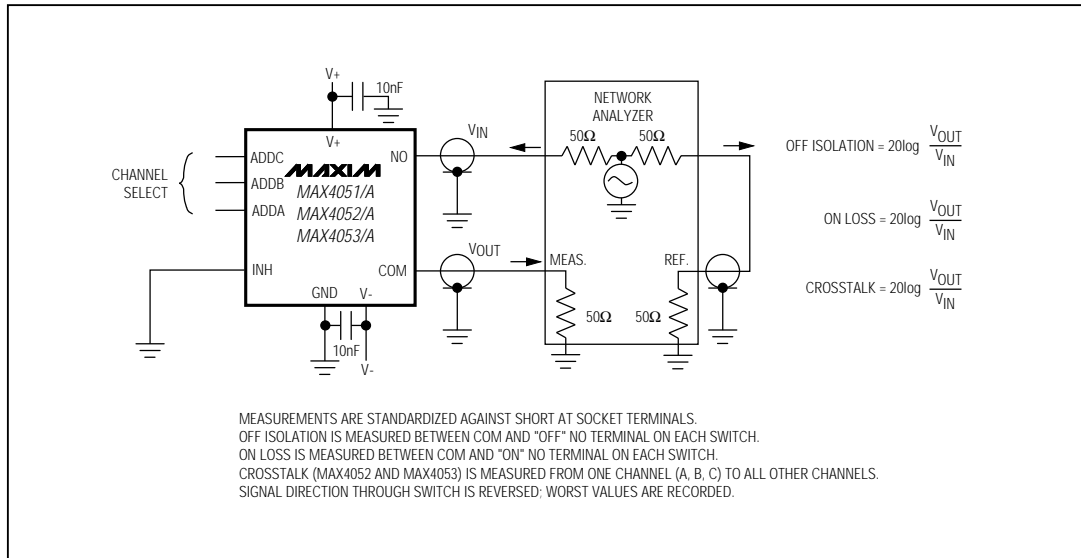 V+
10nF
V+
CHANNEL
SELECT
ADDC
ADDB
ADDA
INH
MAXIM
MAX4051/A
MAX4052/A
MAX4053/A
NO
COM
GND
V-
10nF
V-
VIN
VOUT
NETWORK
ANALYZER
50Ω
50Ω
MEAS.
REF.
50Ω
50Ω
OFF ISOLATION = 20log VOUT
VIN
ON LOSS = 20log VOUT
VIN
CROSSTALK = 20log VOUT
VIN
MEASUREMENTS ARE STANDARDIZED AGAINST SHORT AT SOCKET TERMINALS.
OFF ISOLATION IS MEASURED BETWEEN COM AND "OFF" NO TERMINAL ON EACH SWITCH.
ON LOSS IS MEASURED BETWEEN COM AND "ON" NO TERMINAL ON EACH SWITCH.
CROSSTALK (MAX4052 AND MAX4053) IS MEASURED FROM ONE CHANNEL (A, B, C) TO ALL OTHER CHANNELS.
SIGNAL DIRECTION THROUGH SWITCH IS REVERSED; WORST VALUES ARE RECORDED.